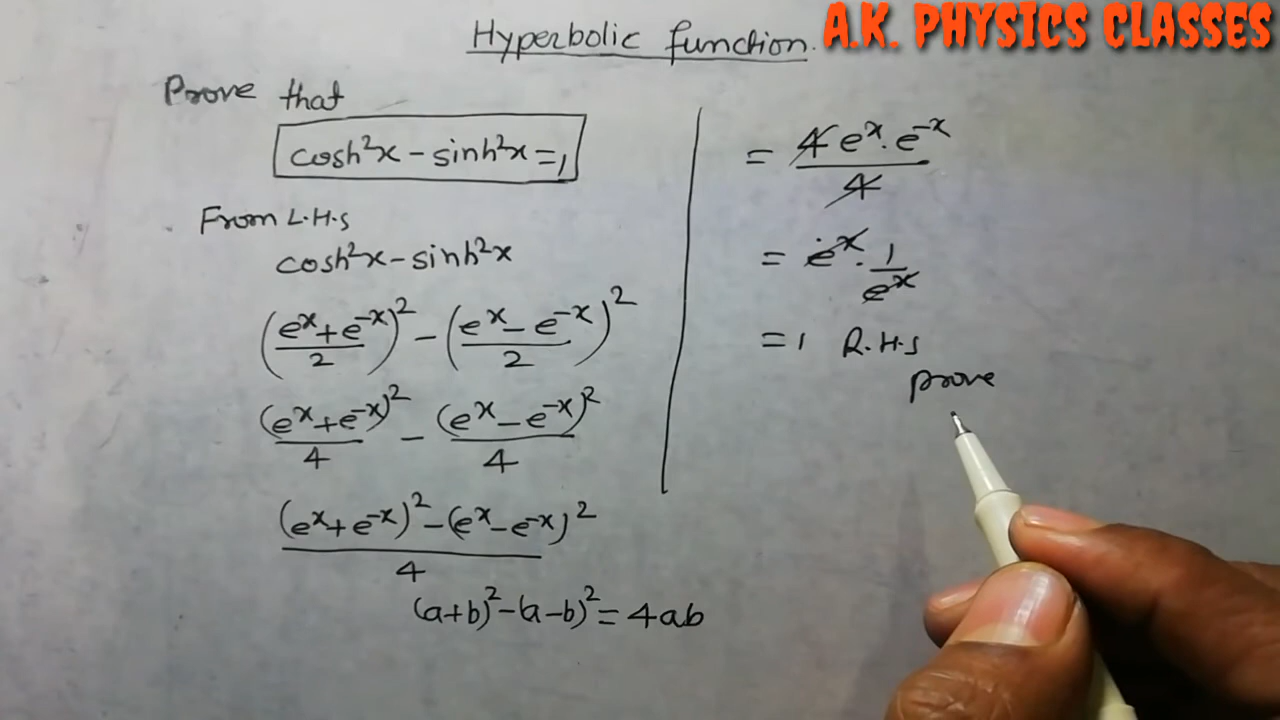 Hyperbolic function.
A.K. PHYSICS CLASSES
Prove that
cosh²x - sinh²x = 1
From L.H.S
cosh²x - sinh²x
((eˣ + e⁻ˣ)/2)² - ((eˣ - e⁻ˣ)/2)²
(eˣ + e⁻ˣ)²/4 - (eˣ - e⁻ˣ)²/4
((eˣ + e⁻ˣ)² - (eˣ - e⁻ˣ)²)/4
(a+b)² - (a-b)² = 4ab
= 4eˣ. e⁻ˣ/4
= eˣ. 1/eˣ
= 1 R.H.S
prove